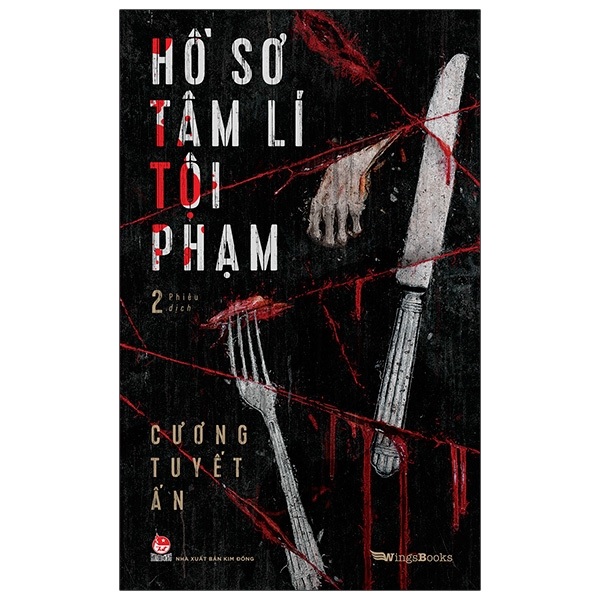 HỒ SƠ
TÂM LÍ
TỘI
PHẠM
2 Phiêu
dịch
CƯƠNG
TUYẾT
ẤN
NHÀ XUẤT BẢN KIM ĐỒNG
WingsBooks